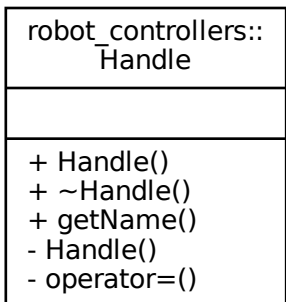 robot_controllers::
Handle
+ Handle()
+ ~Handle()
+ getName()
- Handle()
- operator=()